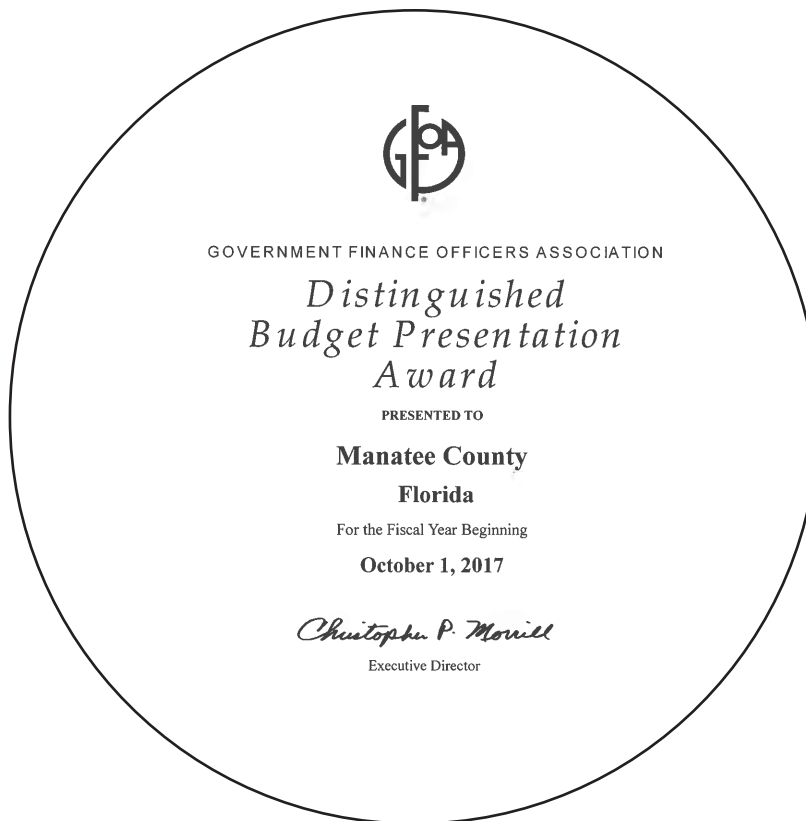 GFOA
GOVERNMENT FINANCE OFFICERS ASSOCIATION
Distinguished
Budget Presentation
Award
PRESENTED TO
Manatee County
Florida
For the Fiscal Year Beginning
October 1, 2017
Christopher P. Morrill
Executive Director